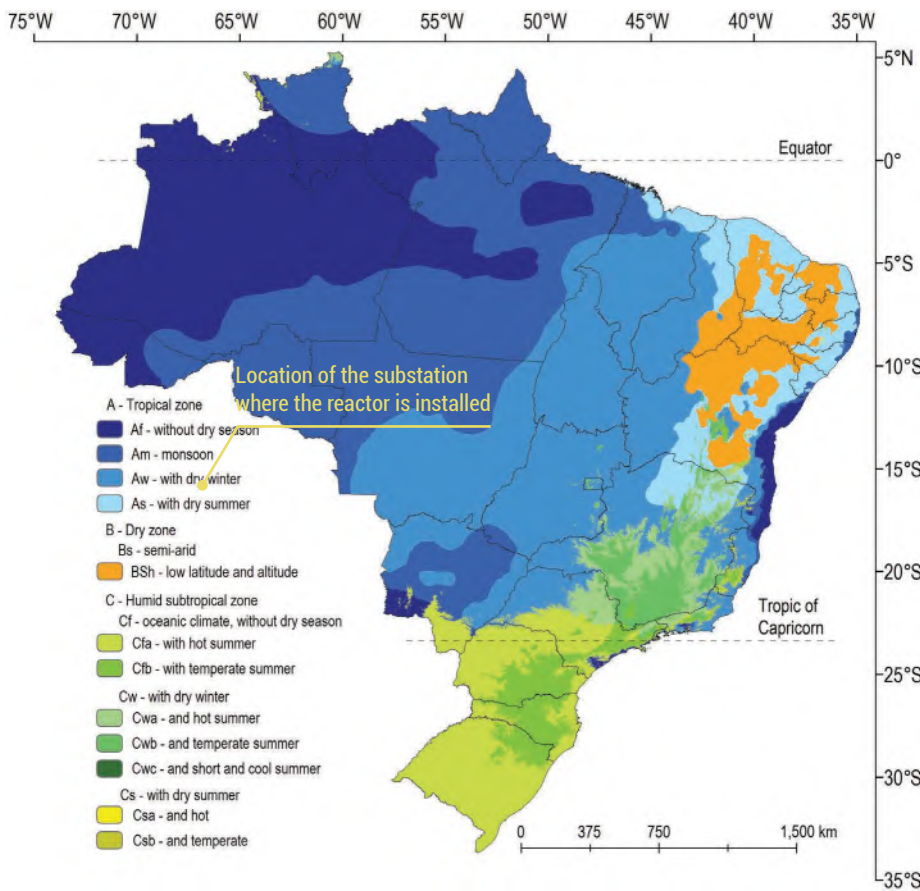 75°W 70°W 65°W 60°W 55°W 50°W 45°W 40°W 35°W
5°N
Equator
0°
5°S
10°S
Location of the substation
where the reactor is installed
A - Tropical zone
Af - without dry season
Am - monsoon
15°S
Aw - with dry winter
As - with dry summer
B - Dry zone
Bs - semi-arid
BSh - low latitude and altitude
20°S
C - Humid subtropical zone
Cf - oceanic climate, without dry season
Tropic of
Capricorn
Cfa - with hot summer
Cfb - with temperate summer
25°S
Cw - with dry winter
Cwa - and hot summer
Cwb - and temperate summer
Cwc - and short and cool summer
30°S
Cs - with dry summer
Csa - and hot
Csb - and temperate
0 375 750 1,500 km
35°S